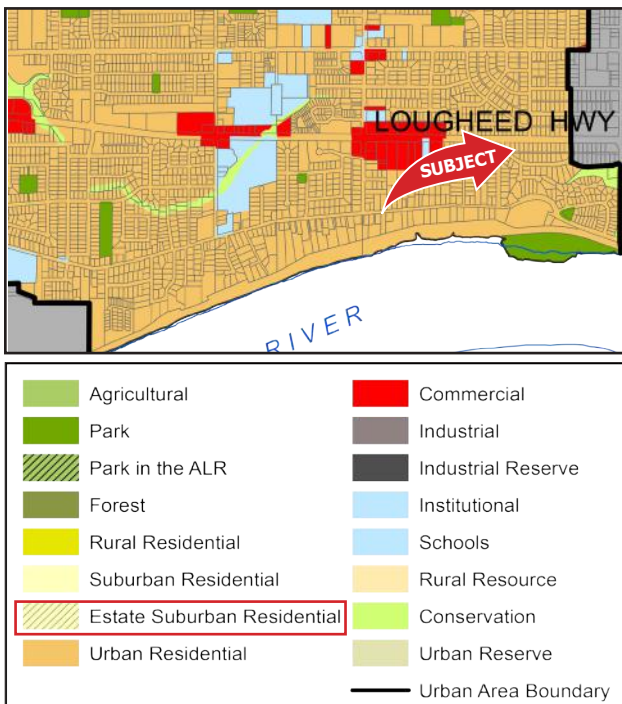 LOUGHEED HWY
SUBJECT
RIVER
Agricultural
Park
Park in the ALR
Forest
Rural Residential
Suburban Residential
Estate Suburban Residential
Urban Residential
Commercial
Industrial
Industrial Reserve
Institutional
Schools
Rural Resource
Conservation
Urban Reserve
Urban Area Boundary